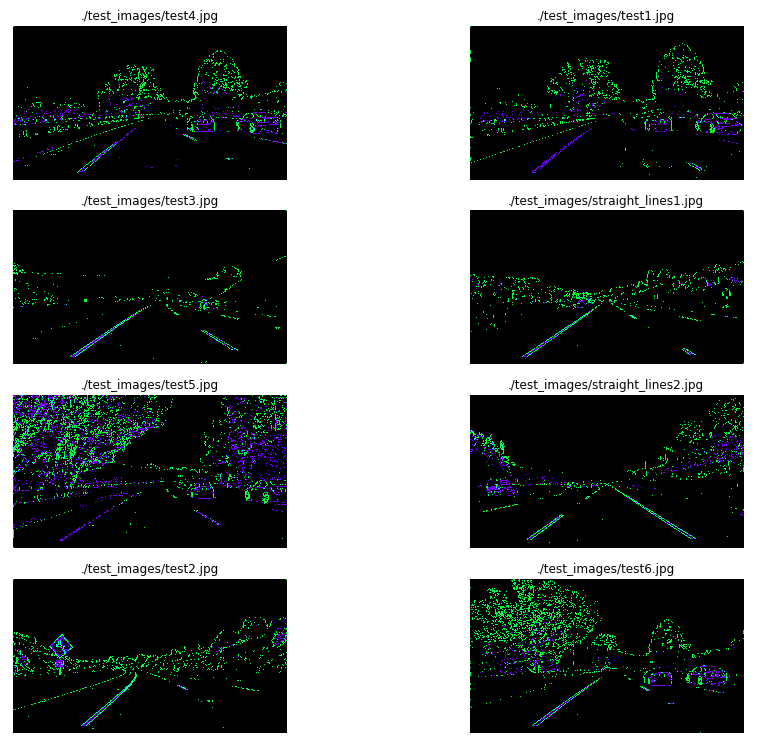 ./test_images/test4.jpg
./test_images/test1.jpg
./test_images/test3.jpg
./test_images/straight_lines1.jpg
./test_images/test5.jpg
./test_images/straight_lines2.jpg
./test_images/test2.jpg
./test_images/test6.jpg